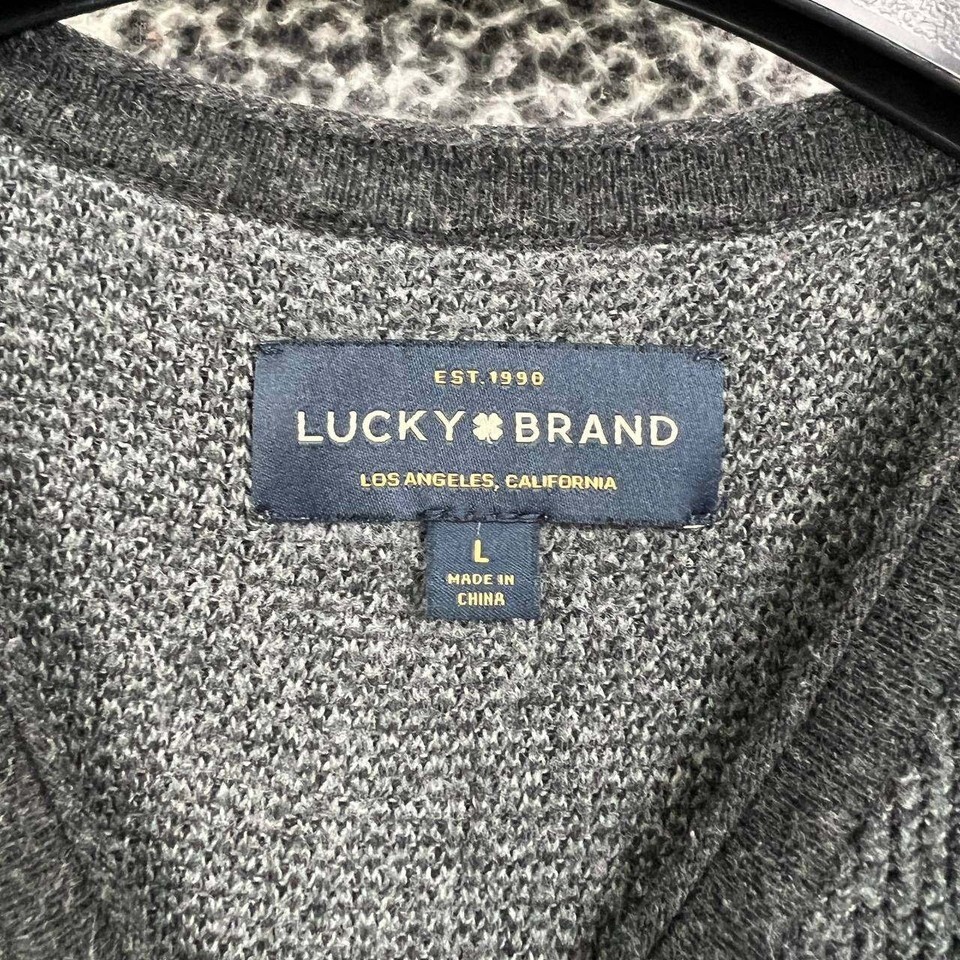 EST.1990
LUCKY BRAND
LOS ANGELES, CALIFORNIA
L
MADE IN
CHINA